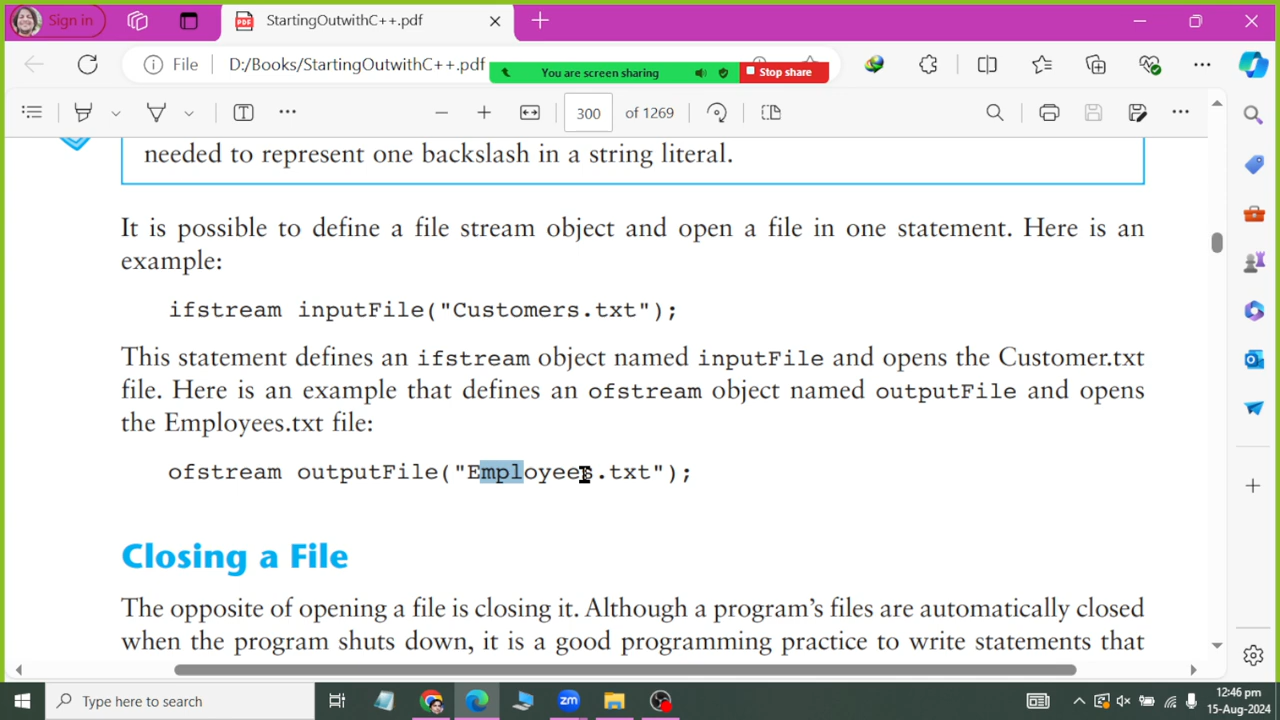 Sign in
StartingOutwithC++.pdf
File
D:/Books/StartingOutwithC++.pdf
You are screen sharing
Stop share
300 of 1269
needed to represent one backslash in a string literal.
It is possible to define a file stream object and open a file in one statement. Here is an
example:
ifstream inputFile("Customers.txt");
This statement defines an ifstream object named inputFile and opens the Customer.txt
file. Here is an example that defines an ofstream object named outputFile and opens
the Employees.txt file:
ofstream outputFile("Employees.txt");
Closing a File
The opposite of opening a file is closing it. Although a program's files are automatically closed
when the program shuts down, it is a good programming practice to write statements that
Type here to search
zm
12:46 pm
15-Aug-2024